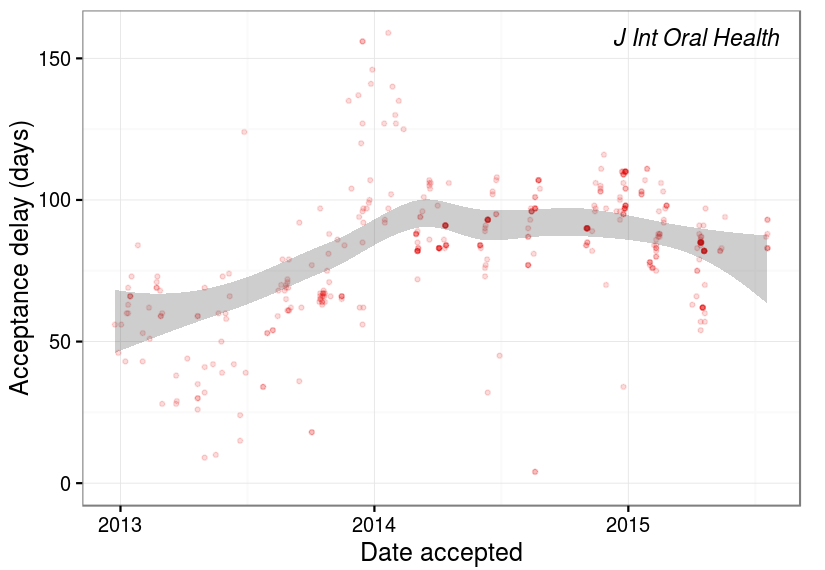 J Int Oral Health
150
100
50
0
Acceptance delay (days)
2013
2014
2015
Date accepted